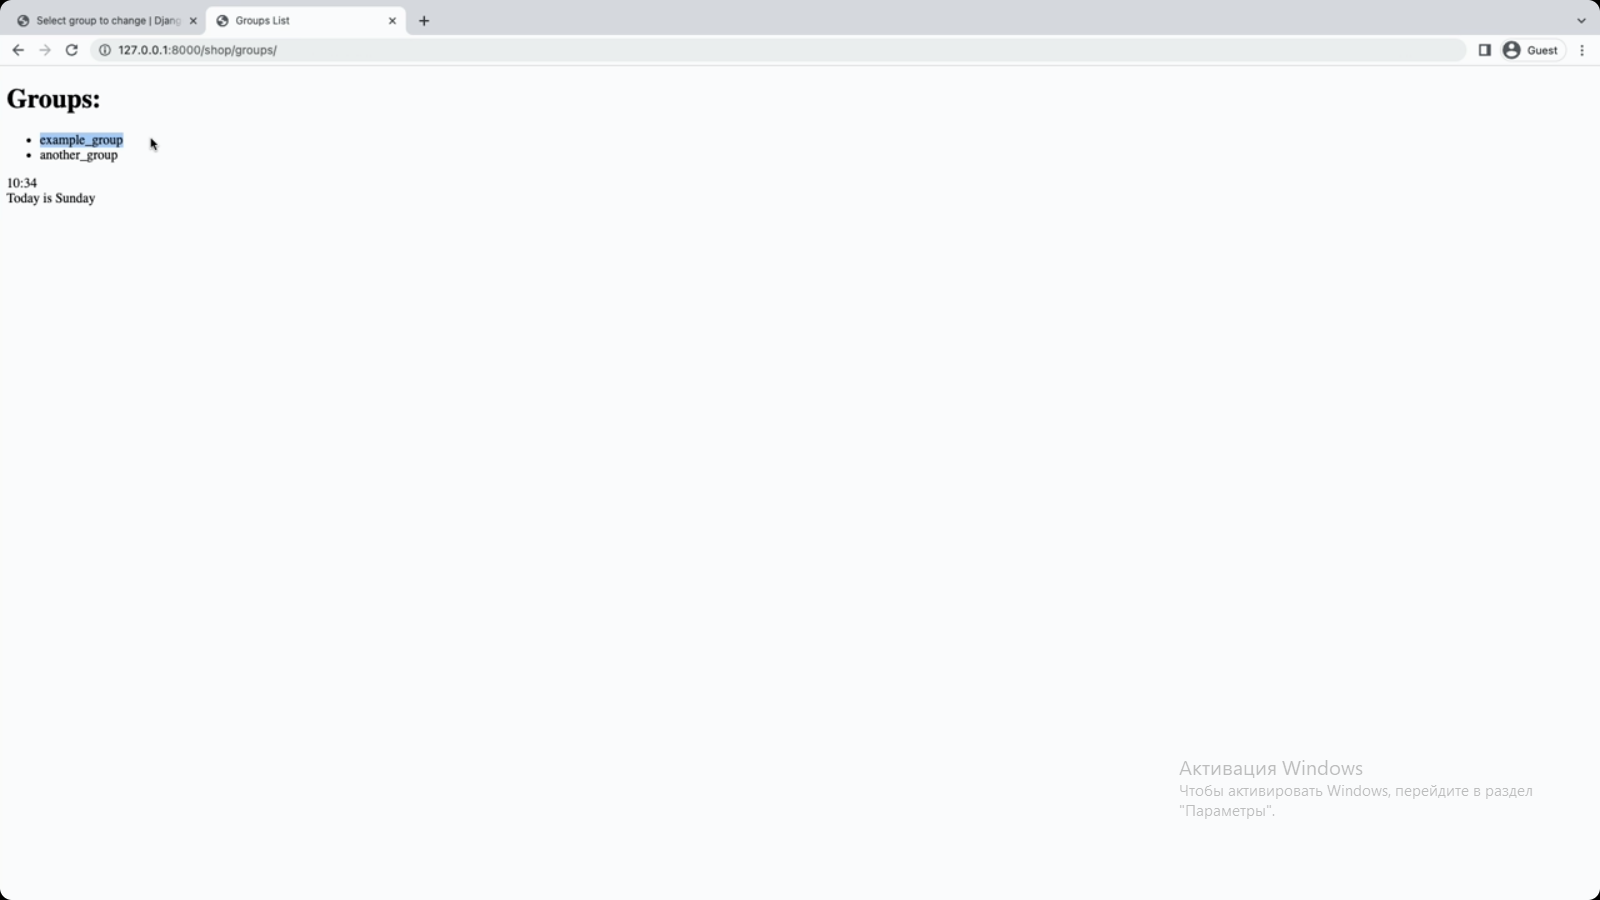 Select group to change | Djang
Groups List
127.0.0.1:8000/shop/groups/
Guest
Groups:
example_group
another_group
10:34
Today is Sunday
Активация Windows
Чтобы активировать Windows, перейдите в раздел
"Параметры".